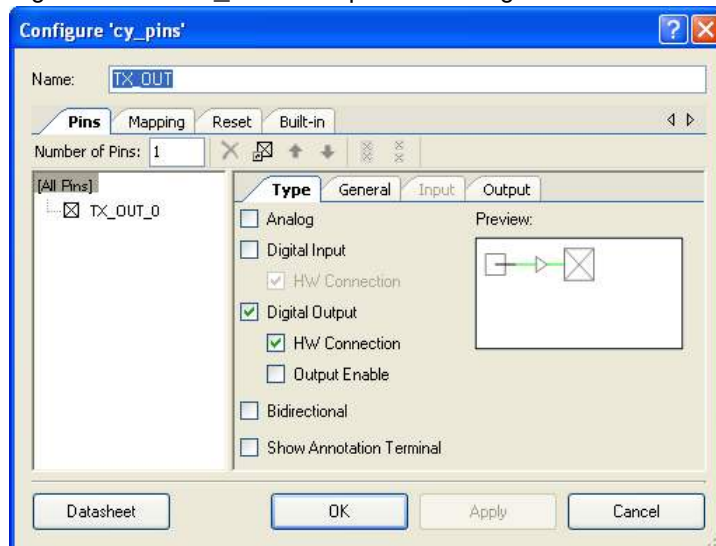 Configure 'cy_pins'
Name: TX_OUT
Pins Mapping Reset Built-in
Number of Pins: 1
[All Pins]
TX_OUT_0
Type General Input Output
Analog
Preview:
Digital Input
HW Connection
Digital Output
HW Connection
Output Enable
Bidirectional
Show Annotation Terminal
Datasheet OK Apply Cancel